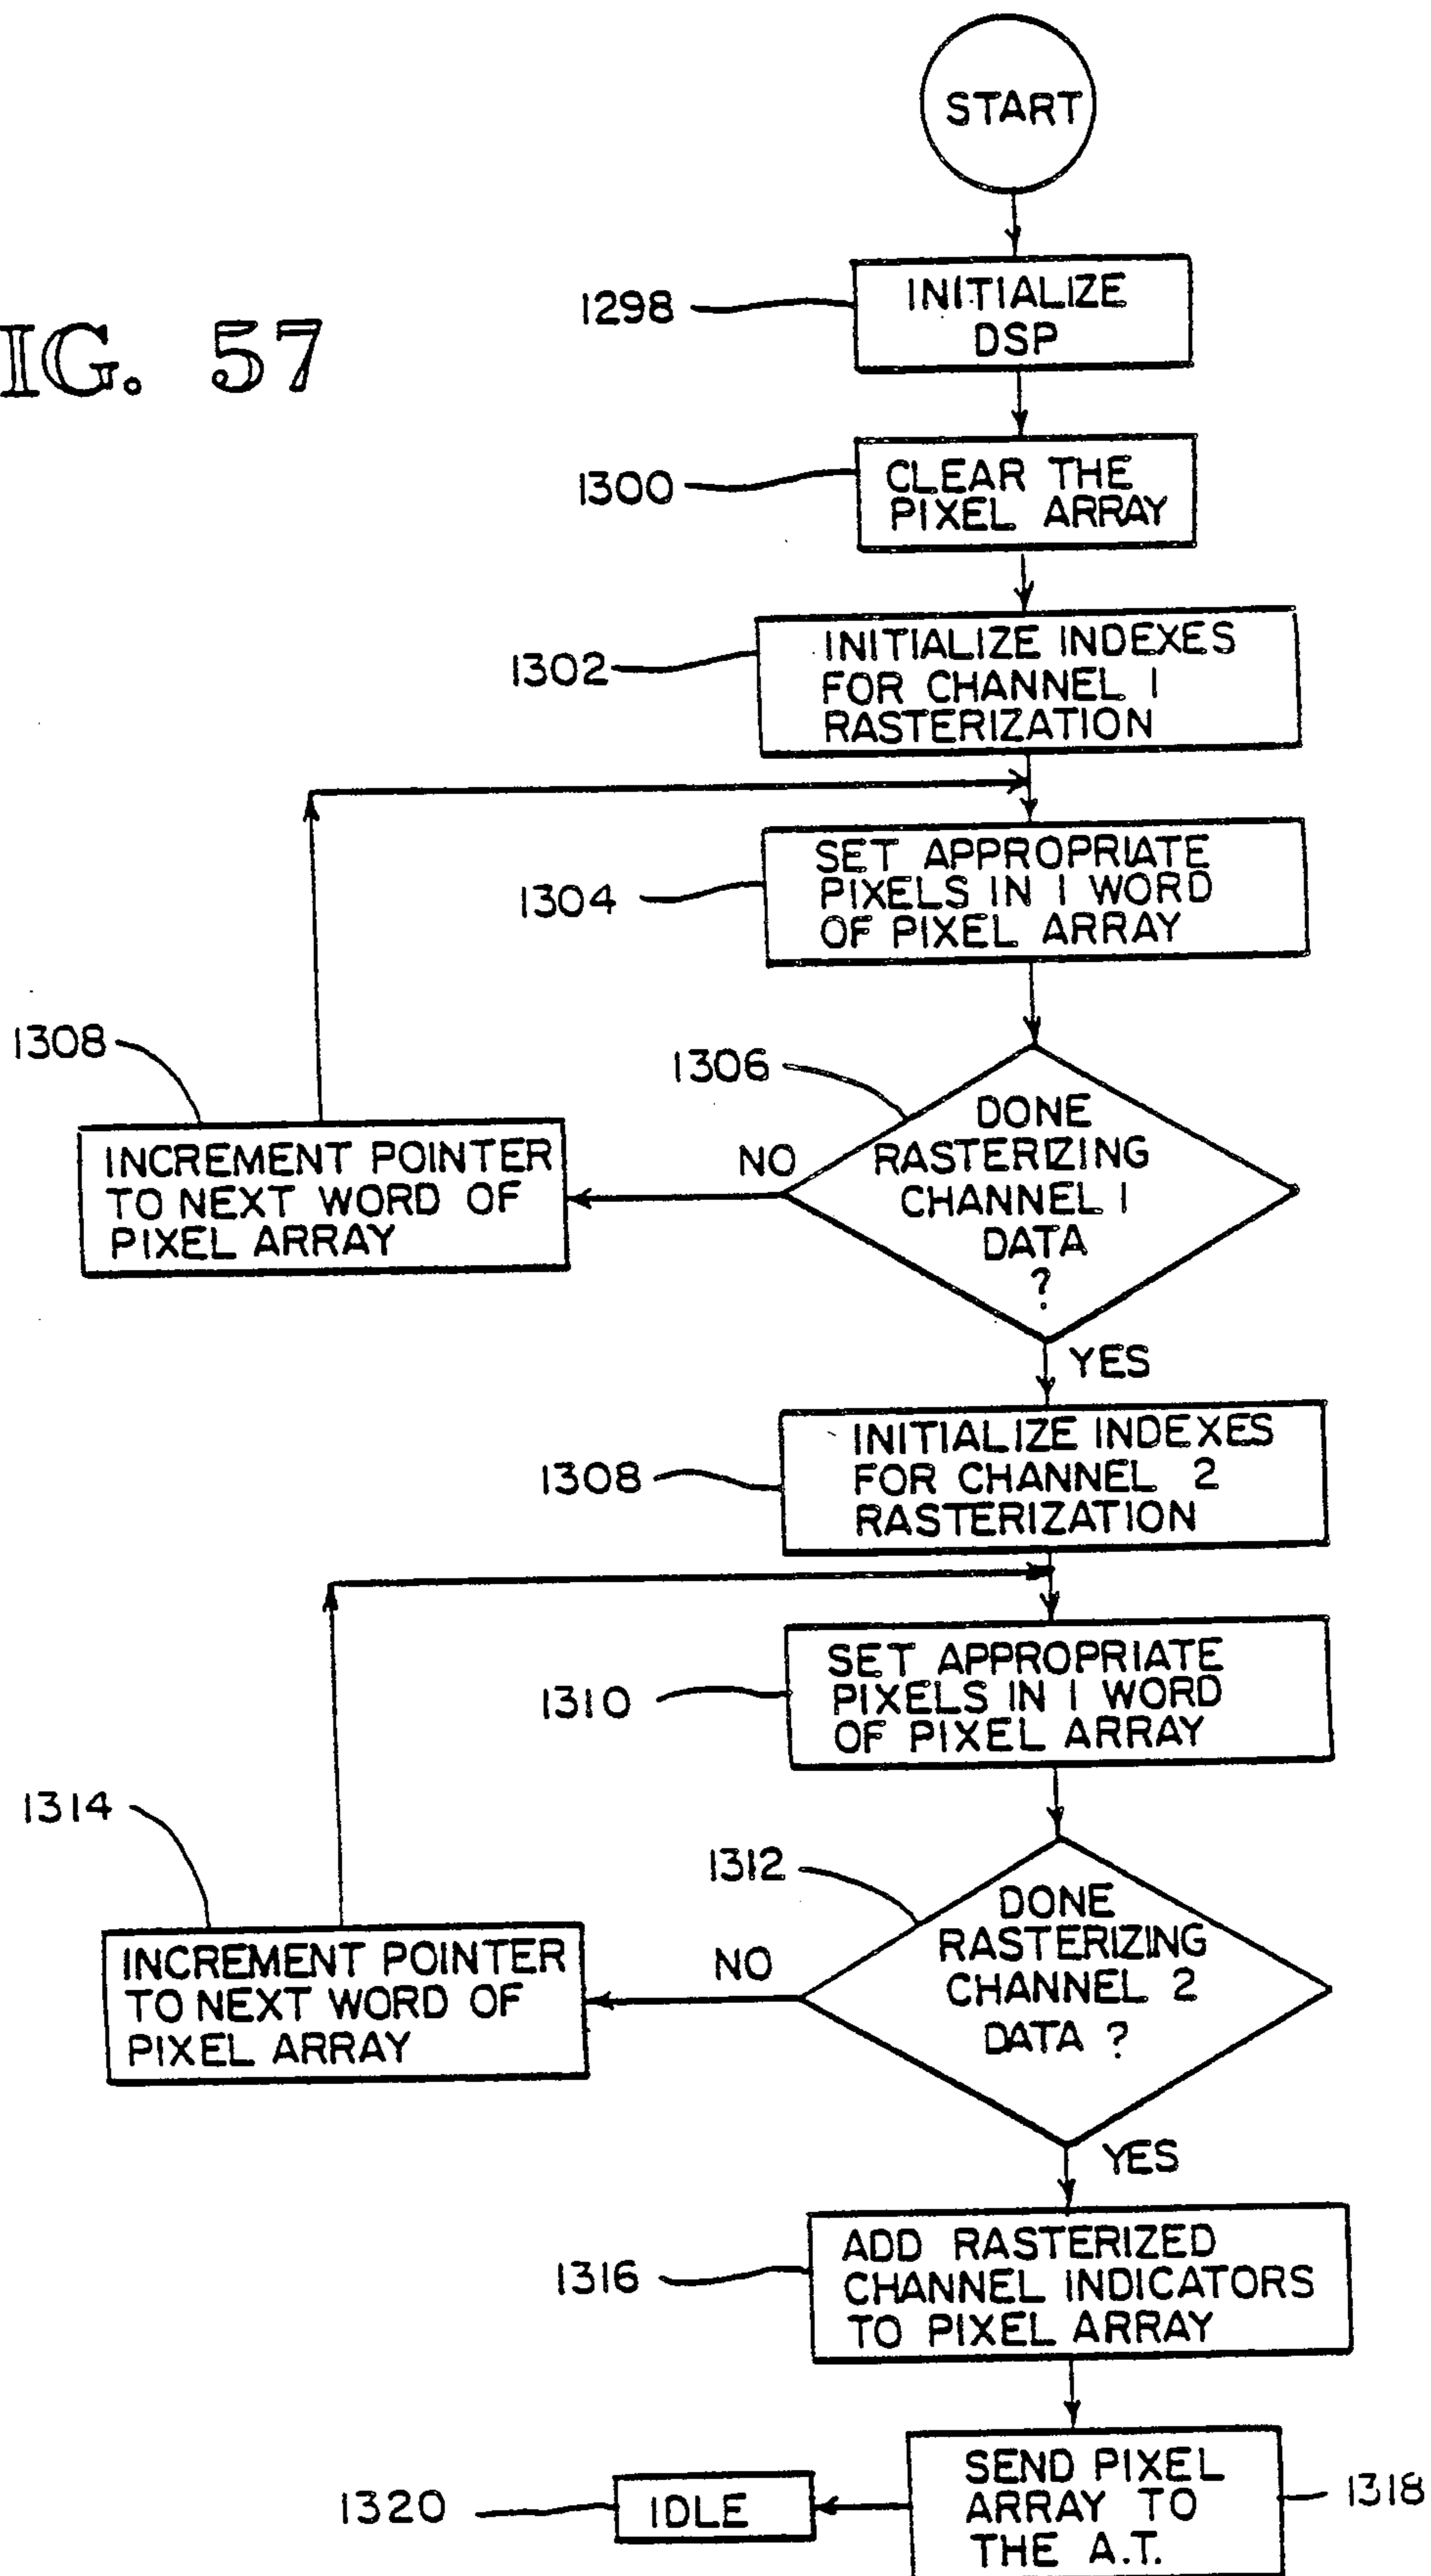 START
IG. 57
1298
INITIALIZE
DSP
1300
CLEAR THE
PIXEL ARRAY
1302
INITIALIZE INDEXES
FOR CHANNEL 1
RASTERIZATION
1304
SET APPROPRIATE
PIXELS IN 1 WORD
OF PIXEL ARRAY
1308
INCREMENT POINTER
TO NEXT WORD OF
PIXEL ARRAY
1306
NO
DONE
RASTERIZING
CHANNEL 1
DATA
?
YES
1308
INITIALIZE INDEXES
FOR CHANNEL 2
RASTERIZATION
1310
SET APPROPRIATE
PIXELS IN 1 WORD
OF PIXEL ARRAY
1314
INCREMENT POINTER
TO NEXT WORD OF
PIXEL ARRAY
1312
NO
DONE
RASTERIZING
CHANNEL 2
DATA ?
YES
1316
ADD RASTERIZED
CHANNEL INDICATORS
TO PIXEL ARRAY
1318
SEND PIXEL
ARRAY TO
THE A.T.
1320
IDLE